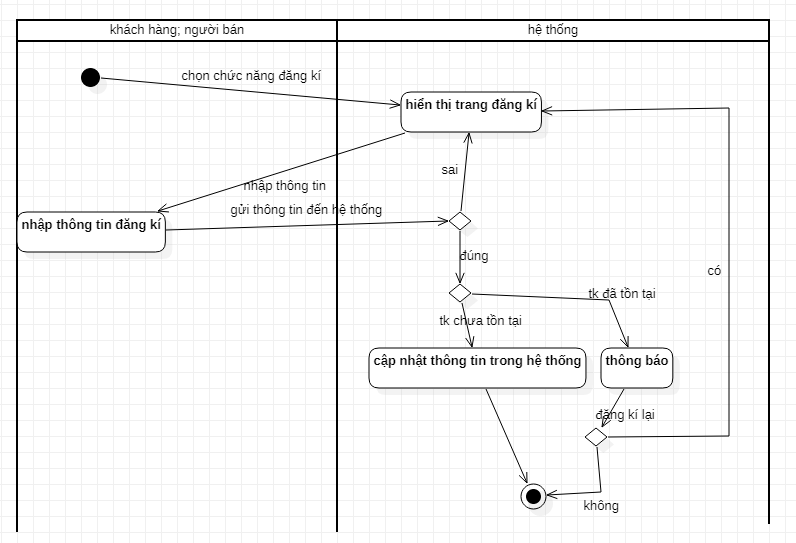 khách hàng; người bán
hệ thống
chọn chức năng đăng kí
hiển thị trang đăng kí
sai
nhập thông tin
gửi thông tin đến hệ thống
nhập thông tin đăng kí
đúng
có
tk đã tồn tại
tk chưa tồn tại
cập nhật thông tin trong hệ thống
thông báo
đăng kí lại
không